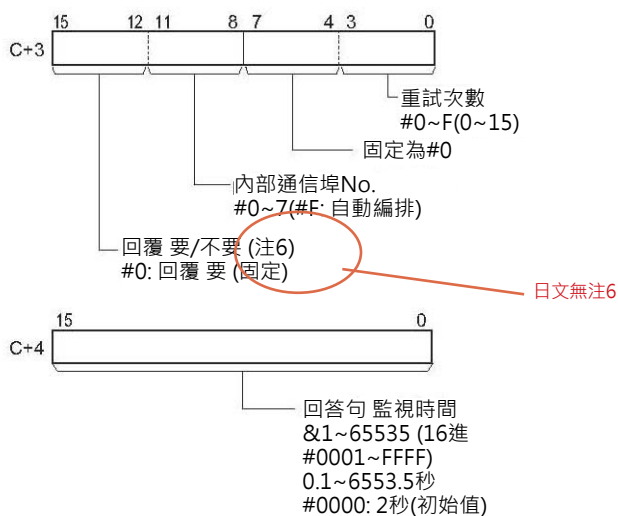 15 12 11 8 7 4 3 0
C+3
重試次數
#0~F(0~15)
固定為#0
內部通信埠No.
#0~7(#F: 自動編排)
回覆 要/不要 (注6)
#0: 回覆 要 (固定)
日文無注6
15 0
C+4
回答句 監視時間
&1~65535 (16進
#0001~FFFF)
0.1~6553.5秒
#0000: 2秒(初始值)